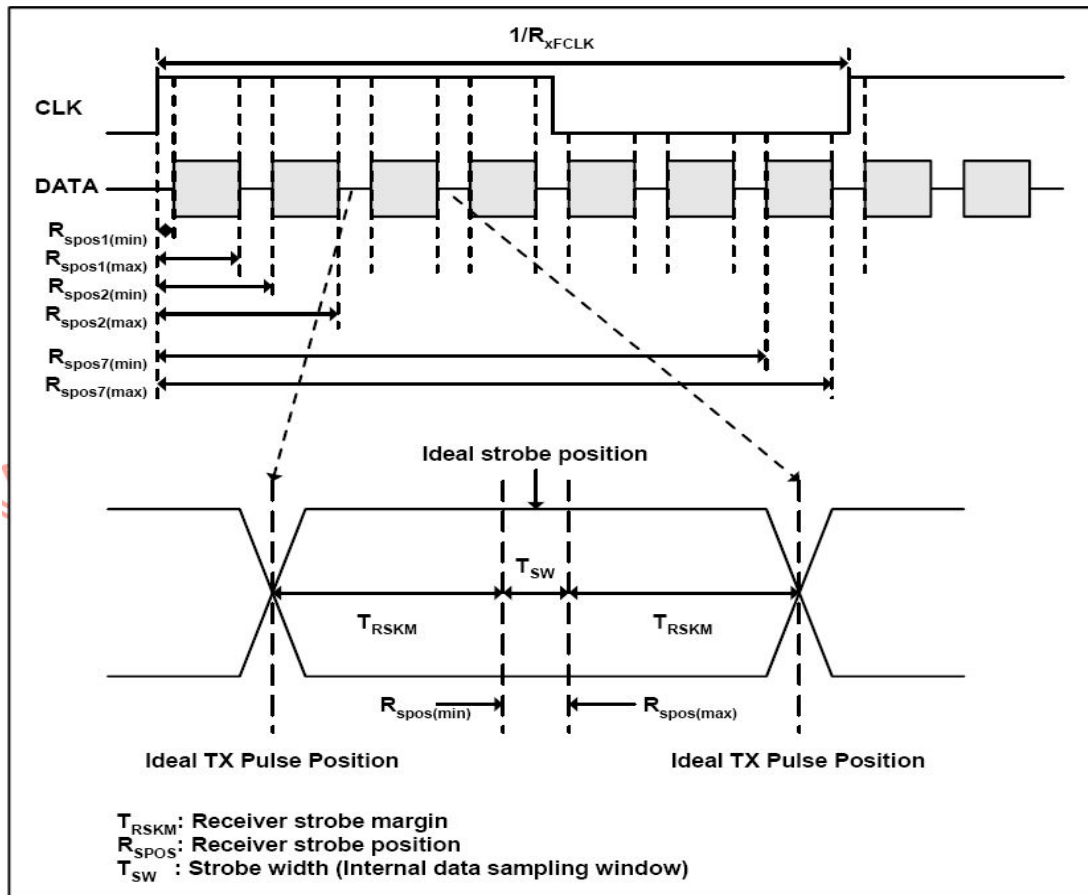 1/RxFCLK
CLK
DATA
Rspos1(min)
Rspos1(max)
Rspos2(min)
Rspos2(max)
Rspos7(min)
Rspos7(max)
Ideal strobe position
TSW
TRSKM TRSKM
Rspos(min) Rspos(max)
Ideal TX Pulse Position Ideal TX Pulse Position
TRSKM: Receiver strobe margin
RSPOS: Receiver strobe position
TSW : Strobe width (Internal data sampling window)